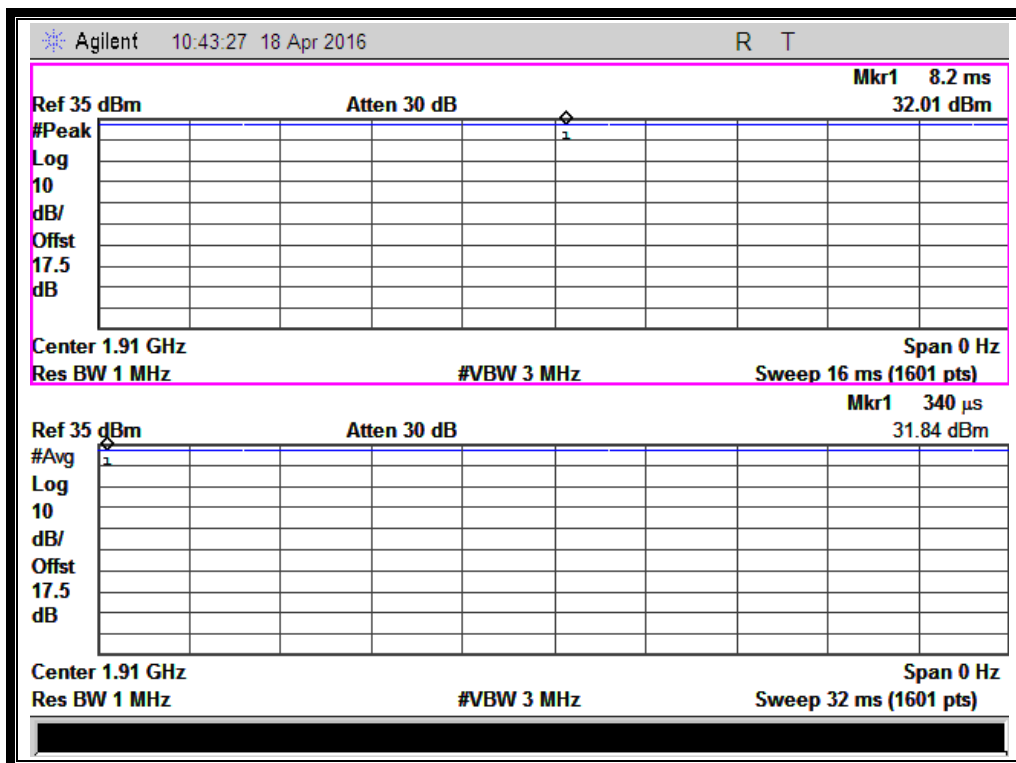 Agilent 10:43:27 18 Apr 2016 R T
Mkr1 8.2 ms
Ref 35 dBm Atten 30 dB 32.01 dBm
#Peak
1
Log
10
dB/
Offst
17.5
dB
Center 1.91 GHz Span 0 Hz
Res BW 1 MHz #VBW 3 MHz Sweep 16 ms (1601 pts)
Mkr1 340 μs
Ref 35 dBm Atten 30 dB 31.84 dBm
#Avg
1
Log
10
dB/
Offst
17.5
dB
Center 1.91 GHz Span 0 Hz
Res BW 1 MHz #VBW 3 MHz Sweep 32 ms (1601 pts)